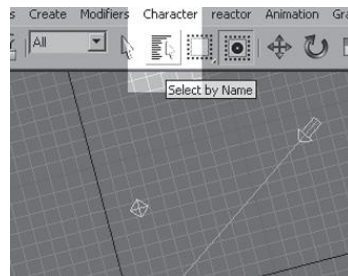 s Create Modifiers Character reactor Animation Gra
All
Select by Name